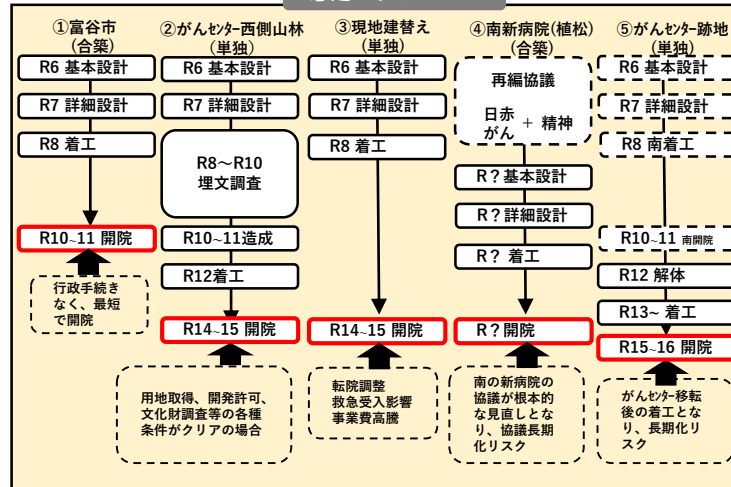 ①富谷市
(合築)
R6 基本設計
R7 詳細設計
R8 着工
R10~11 開院
行政手続き
なく、最短
で開院
②がんセンター西側山林
(単独)
R6 基本設計
R7 詳細設計
R8～R10
埋文調査
R10~11造成
R12着工
R14~15 開院
用地取得、開発許可、
文化財調査等の各種
条件がクリアの場合
③現地建替え
(単独)
R6 基本設計
R7 詳細設計
R8 着工
R14~15 開院
転院調整
救急受入影響
事業費高騰
④南新病院(植松)
(合築)
再編協議
日赤
がん ＋ 精神
R？基本設計
R？詳細設計
R？ 着工
R？開院
南の新病院の
協議が根本的
な見直しとな
り、協議長期
化リスク
⑤がんセンター跡地
(単独)
R6 基本設計
R7 詳細設計
R8 南着工
R10~11 南開院
R12 解体
R13~ 着工
R15~16 開院
がんセンター移転
後の着工とな
り、長期化リ
スク